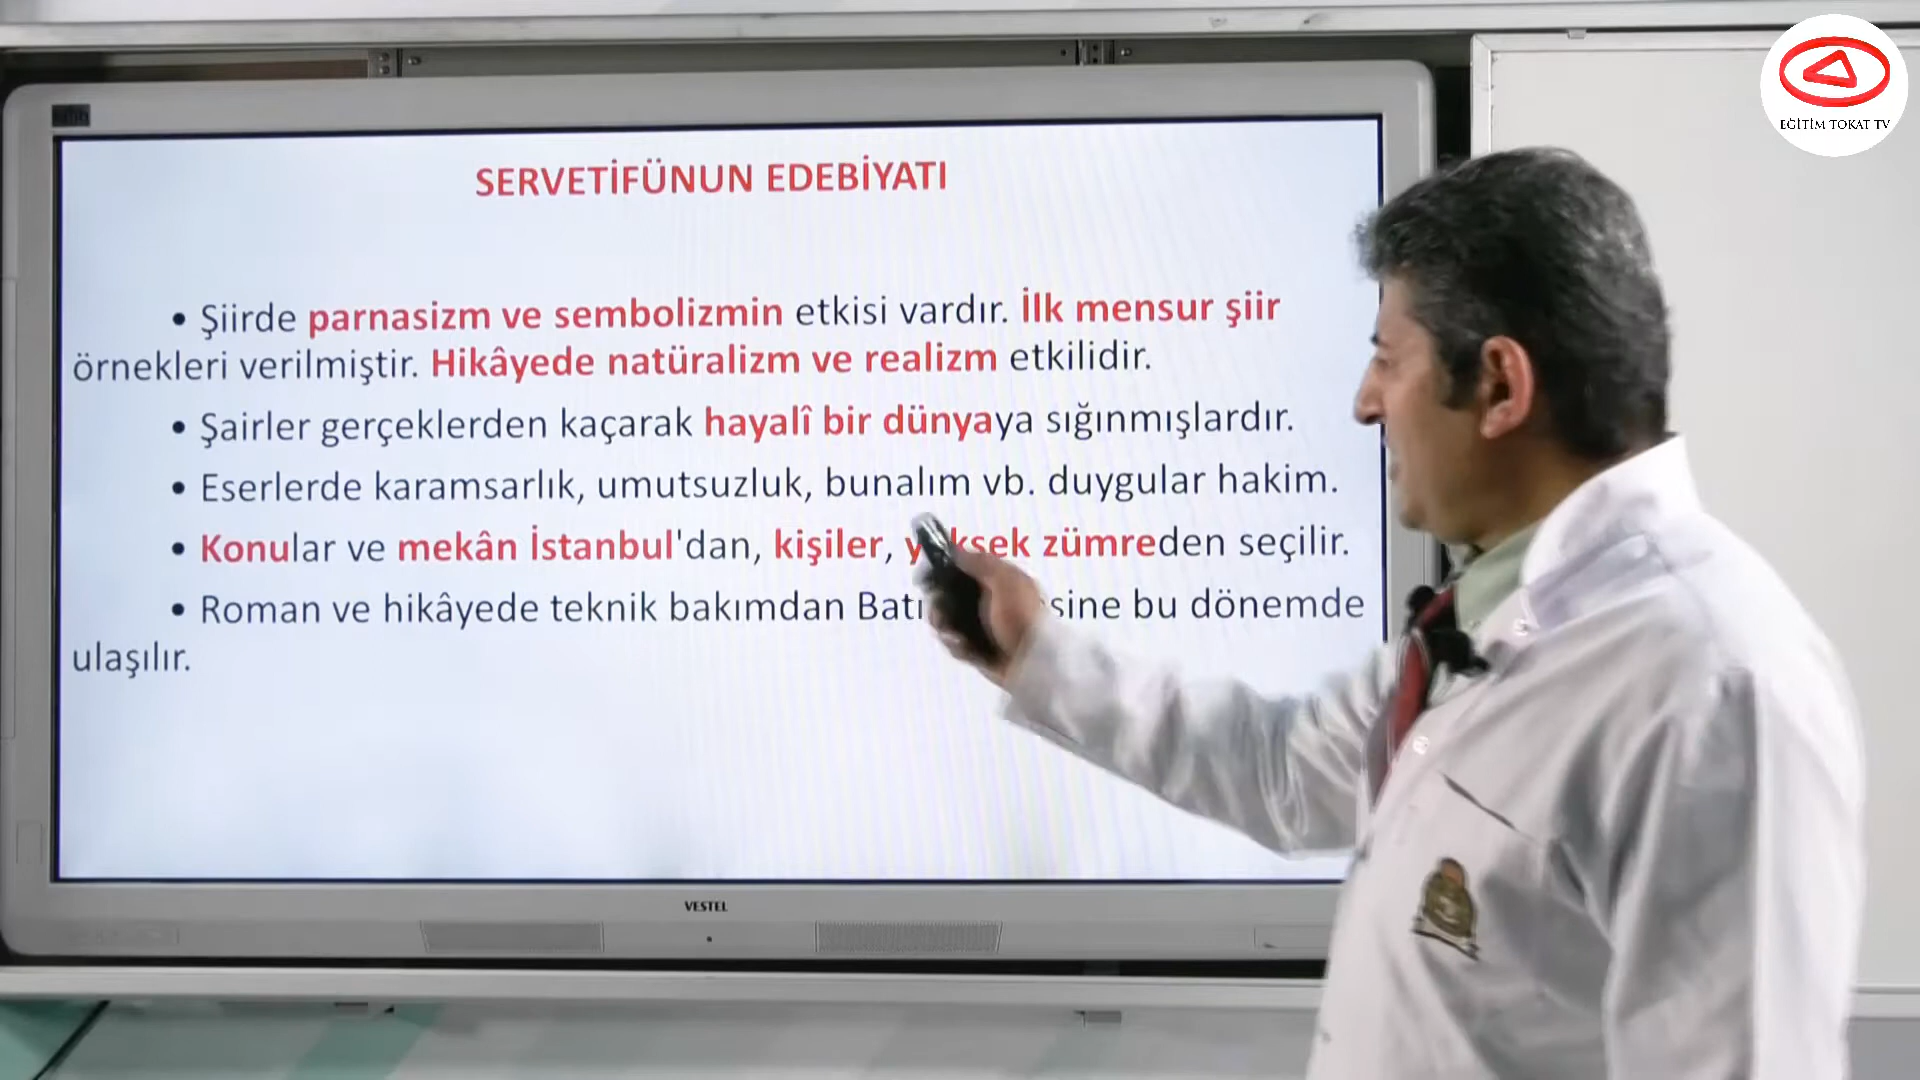 EĞİTİM TOKAT TV
SERVETİFÜNUN EDEBİYATI
• Şiirde parnasizm ve sembolizmin etkisi vardır. İlk mensur şiir
örnekleri verilmiştir. Hikâyede natüralizm ve realizm etkilidir.
• Şairler gerçeklerden kaçarak hayalî bir dünyaya sığınmışlardır.
• Eserlerde karamsarlık, umutsuzluk, bunalım vb. duygular hakim.
• Konular ve mekân İstanbul'dan, kişiler, yüksek zümreden seçilir.
• Roman ve hikâyede teknik bakımdan Batı sine bu dönemde
ulaşılır.
VESTEL